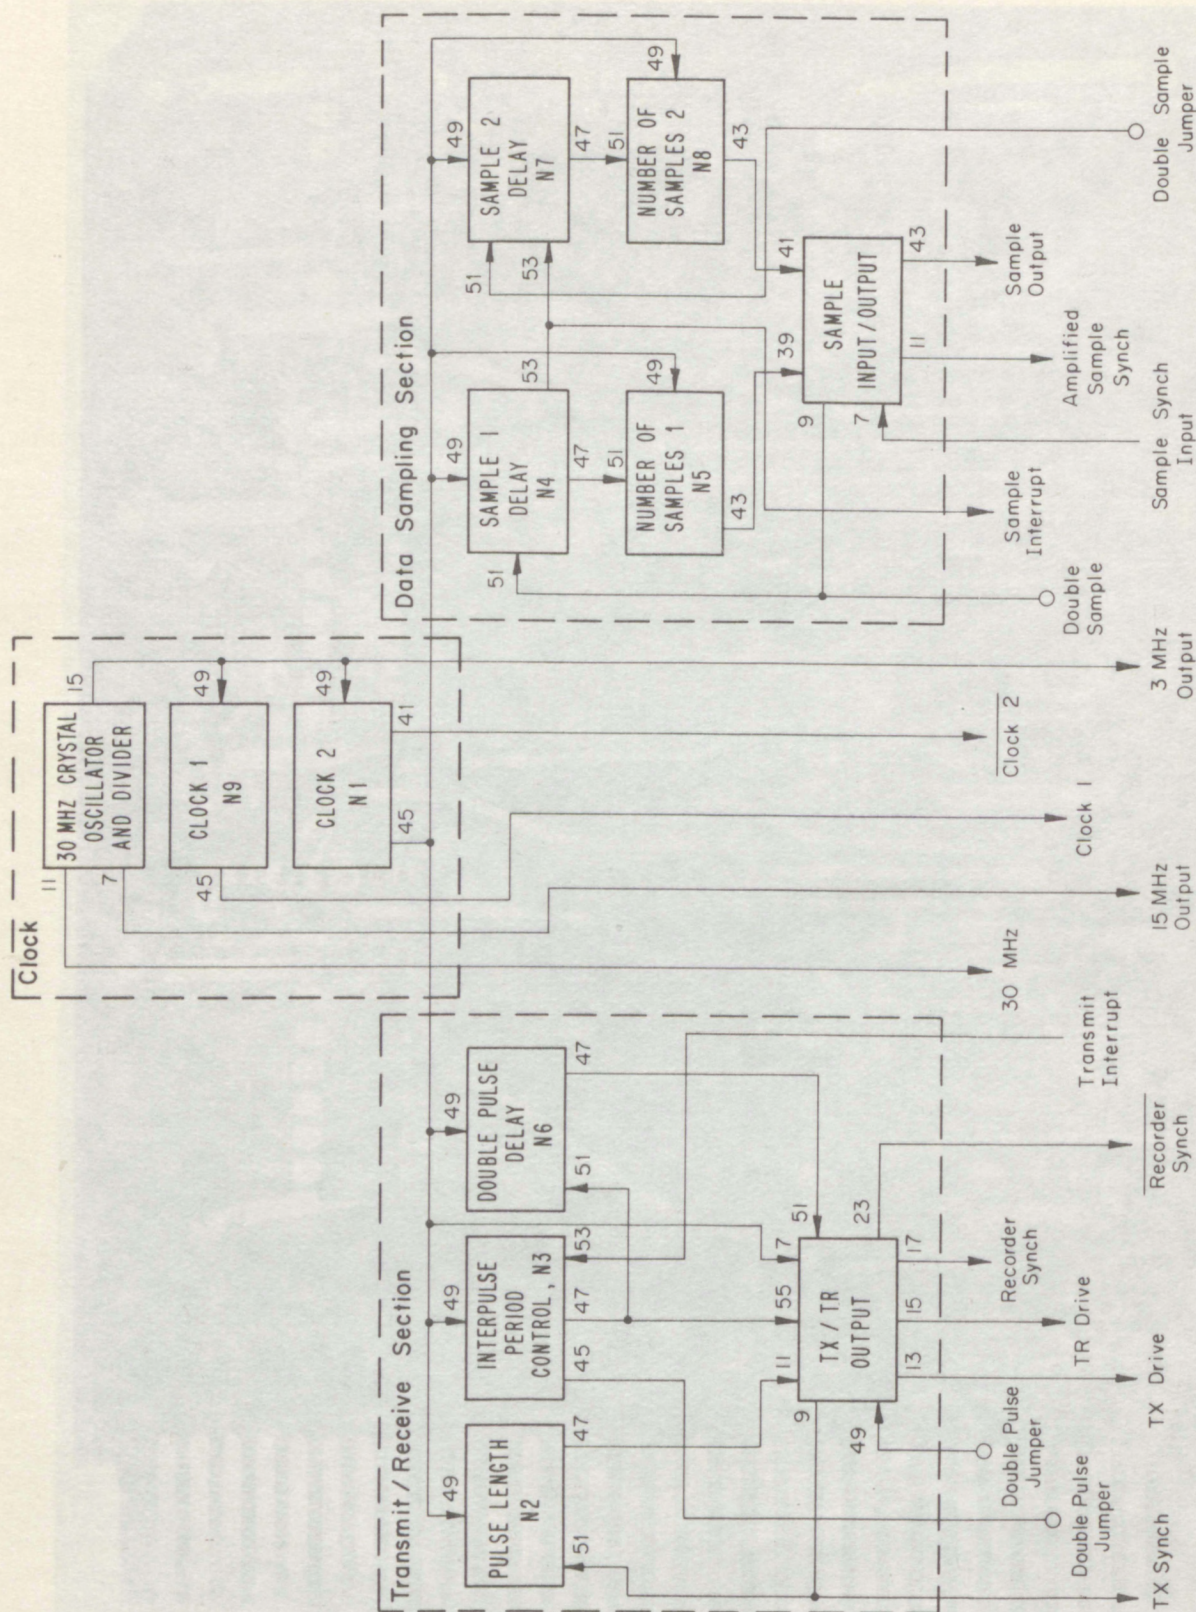 Clock
30 MHZ CRYSTAL
OSCILLATOR
AND DIVIDER
11
7
15
CLOCK 1
N9
49
45
CLOCK 2
N1
49
45
41
Transmit/Receive Section
PULSE LENGTH
N2
49
51
47
INTERPULSE
PERIOD
CONTROL, N3
49
45
47
53
DOUBLE PULSE
DELAY
N6
49
51
47
TX/TR
OUTPUT
9
11
55
7
51
49
13
15
17
23
Data Sampling Section
SAMPLE 1
DELAY
N4
49
51
47
53
NUMBER OF
SAMPLES 1
N5
51
49
43
SAMPLE 2
DELAY
N7
49
51
53
47
NUMBER OF
SAMPLES 2
N8
51
49
43
SAMPLE
INPUT/OUTPUT
9
7
39
41
11
43
TX Synch
Double Pulse
Jumper
Double Pulse
Jumper
TX Drive
TR Drive
Recorder
Synch
Recorder
Synch
Transmit
Interrupt
30 MHz
15 MHz
Output
Clock 1
Clock 2
3 MHz
Output
Double
Sample
Sample
Interrupt
Sample Synch
Input
Amplified
Sample
Synch
Sample
Output
Double Sample
Jumper